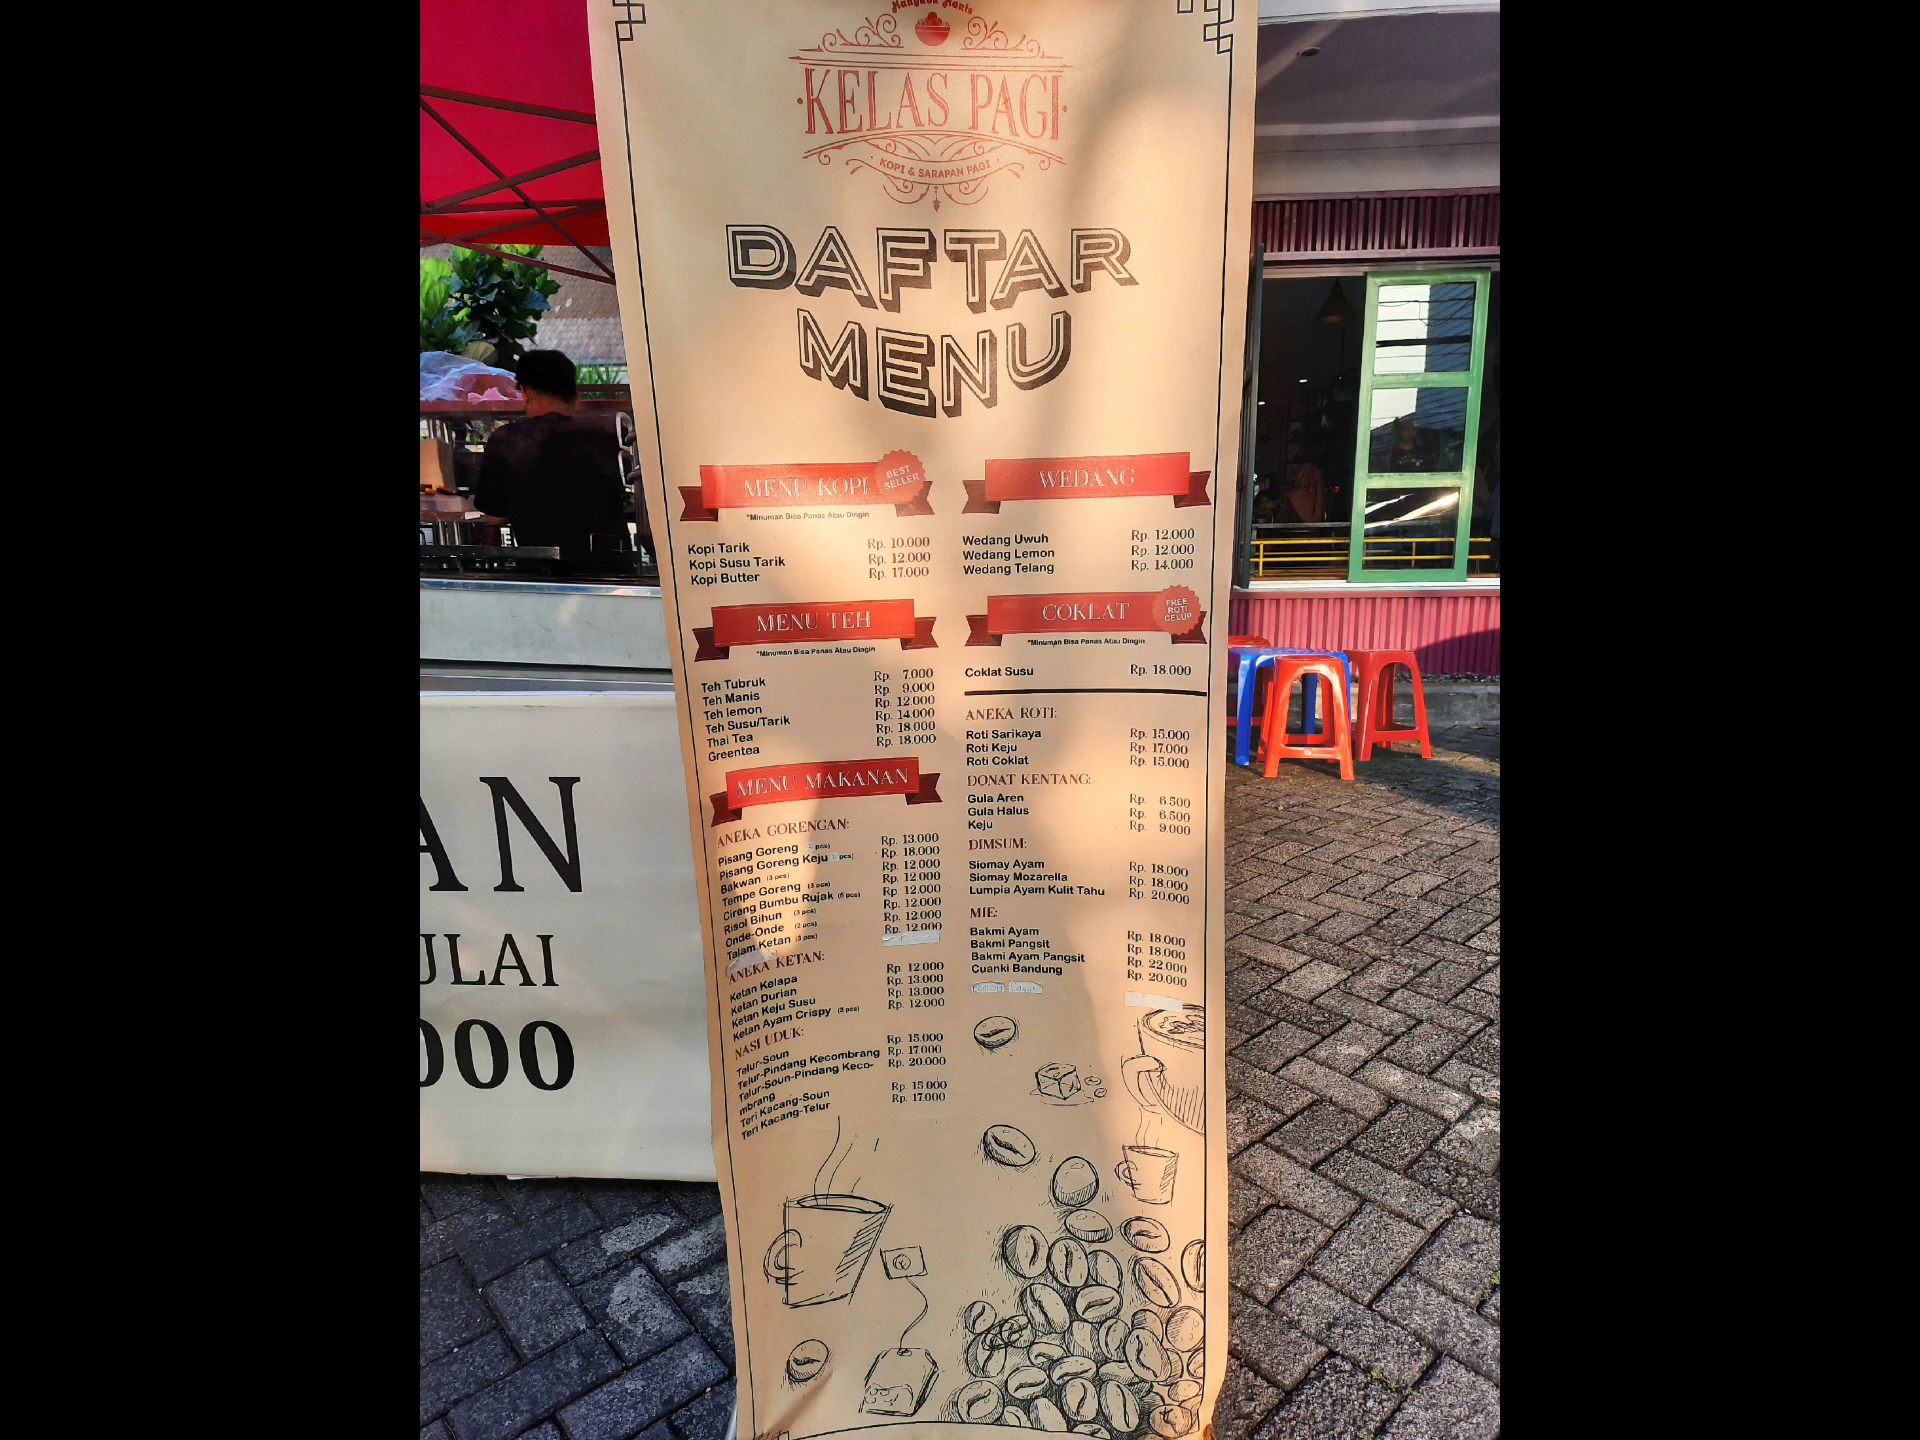 Mangkok Manis
KELAS PAGI
KOPI & SARAPAN PAGI
DAFTAR
MENU
MENU KOPI
BEST
SELLER
*Minuman Bisa Panas Atau Dingin
Kopi Tarik Rp. 10.000
Kopi Susu Tarik Rp. 12.000
Kopi Butter Rp. 17.000
MENU TEH
*Minuman Bisa Panas Atau Dingin
Teh Tubruk Rp. 7.000
Teh Manis Rp. 9.000
Teh lemon Rp. 12.000
Teh Susu/Tarik Rp. 14.000
Thai Tea Rp. 18.000
Greentea Rp. 18.000
MENU MAKANAN
ANEKA GORENGAN:
Pisang Goreng pcs) Rp. 13.000
Pisang Goreng Keju pcs) Rp. 18.000
Bakwan (3 pcs) Rp. 12.000
Tempe Goreng (3 pcs) Rp. 12.000
Cireng Bumbu Rujak (5 pcs) Rp. 12.000
Risol Bihun (3 pcs) Rp. 12.000
Onde-Onde (2 pcs) Rp. 12.000
Talam Ketan (3 pcs) Rp. 12.000
ANEKA KETAN:
Ketan Kelapa Rp. 12.000
Ketan Durian Rp. 13.000
Ketan Keju Susu Rp. 13.000
Ketan Ayam Crispy (3 pcs) Rp. 12.000
NASI UDUK:
Telur-Soun Rp. 15.000
Telur-Pindang Kecombrang Rp. 17.000
Telur-Soun-Pindang Keco- Rp. 20.000
mbrang
Teri Kacang-Soun Rp. 15.000
Teri Kacang-Telur Rp. 17.000
WEDANG
Wedang Uwuh Rp. 12.000
Wedang Lemon Rp. 12.000
Wedang Telang Rp. 14.000
COKLAT
FREE
ROTI
CELUP
*Minuman Bisa Panas Atau Dingin
Coklat Susu Rp. 18.000
ANEKA ROTI:
Roti Sarikaya Rp. 15.000
Roti Keju Rp. 17.000
Roti Coklat Rp. 15.000
DONAT KENTANG:
Gula Aren Rp. 6.500
Gula Halus Rp. 6.500
Keju Rp. 9.000
DIMSUM:
Siomay Ayam Rp. 18.000
Siomay Mozarella Rp. 18.000
Lumpia Ayam Kulit Tahu Rp. 20.000
MIE:
Bakmi Ayam Rp. 18.000
Bakmi Pangsit Rp. 18.000
Bakmi Ayam Pangsit Rp. 22.000
Cuanki Bandung Rp. 20.000
AN
ULAI
000